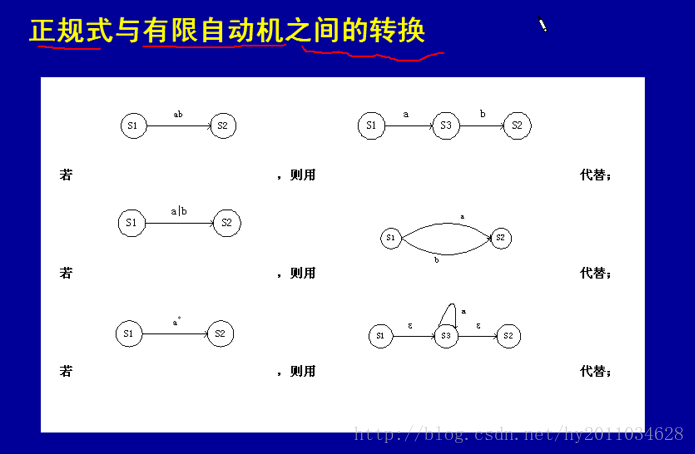 正规式与有限自动机之间的转换
S1 ab S2 S1 a S3 b S2
若 ，则用 代替；
S1 a|b S2 S1 a b S2
若 ，则用 代替；
S1 a* S2 S1 ε S3 a ε S2
若 ，则用 代替；
http://blog.csdn.net/hy2011034628